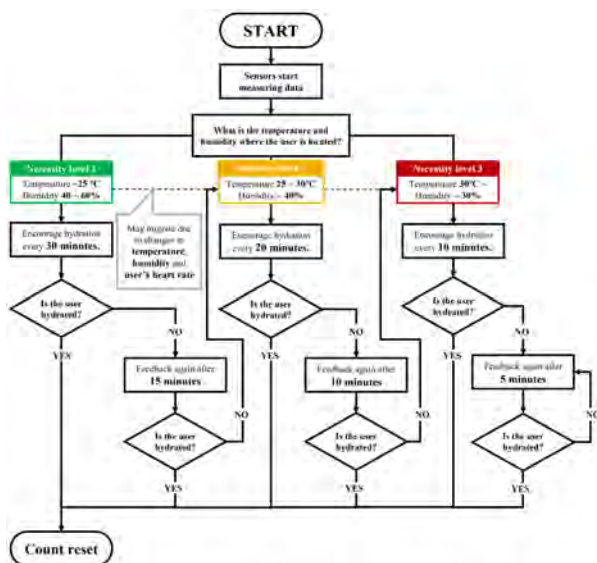 START
Sensors start
measuring data
What is the temperature and
humidity where the user is located?
Necessity level 1
Temperature ~25 °C
Humidity 40 ~ 60%
Temperature 25 ~ 30°C
~ 40%
Necessity level 3
Temperature 30°C ~
Humidity ~ 30%
May migrate due
to changes in
temperature,
humidity and
user's heart rate
Encourage hydration
every 30 minutes.
Encourage hydration
every 20 minutes.
Encourage hydration
every 10 minutes.
Is the user
hydrated?
Is the user
hydrated?
Is the user
hydrated?
NO
NO
NO
YES
YES
YES
Feedback again after
15 minutes
Feedback again after
10 minutes
Feedback again after
5 minutes
NO
NO
NO
Is the user
hydrated?
Is the user
hydrated?
Is the user
hydrated?
YES
YES
YES
Count reset